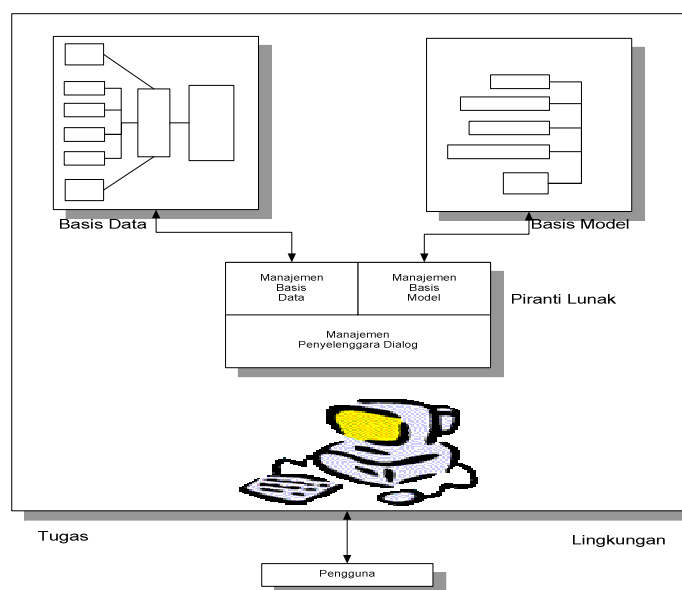 Basis Data
Basis Model
Manajemen
Basis
Data
Manajemen
Basis
Model
Piranti Lunak
Manajemen
Penyelenggara Dialog
Tugas
Lingkungan
Pengguna